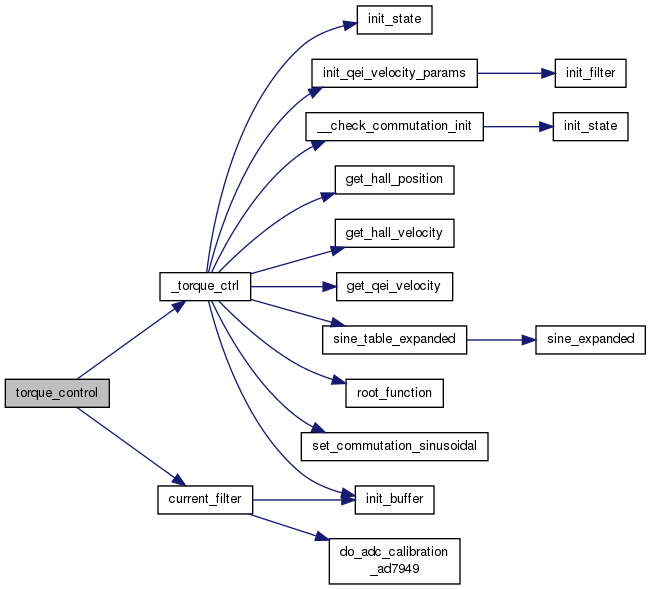 init_state
init_qei_velocity_params
init_filter
__check_commutation_init
init_state
get_hall_position
get_hall_velocity
_torque_ctrl
get_qei_velocity
sine_table_expanded
sine_expanded
torque_control
root_function
set_commutation_sinusoidal
current_filter
init_buffer
do_adc_calibration
_ad7949